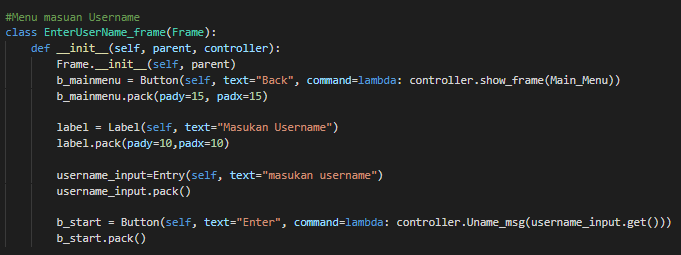 #Menu masuan Username
class EnterUserName_frame(Frame):
    def __init__(self, parent, controller):
        Frame.__init__(self, parent)
        b_mainmenu = Button(self, text="Back", command=lambda: controller.show_frame(Main_Menu))
        b_mainmenu.pack(pady=15, padx=15)

        label = Label(self, text="Masukan Username")
        label.pack(pady=10,padx=10)

        username_input=Entry(self, text="masukan username")
        username_input.pack()

        b_start = Button(self, text="Enter", command=lambda: controller.Uname_msg(username_input.get()))
        b_start.pack()